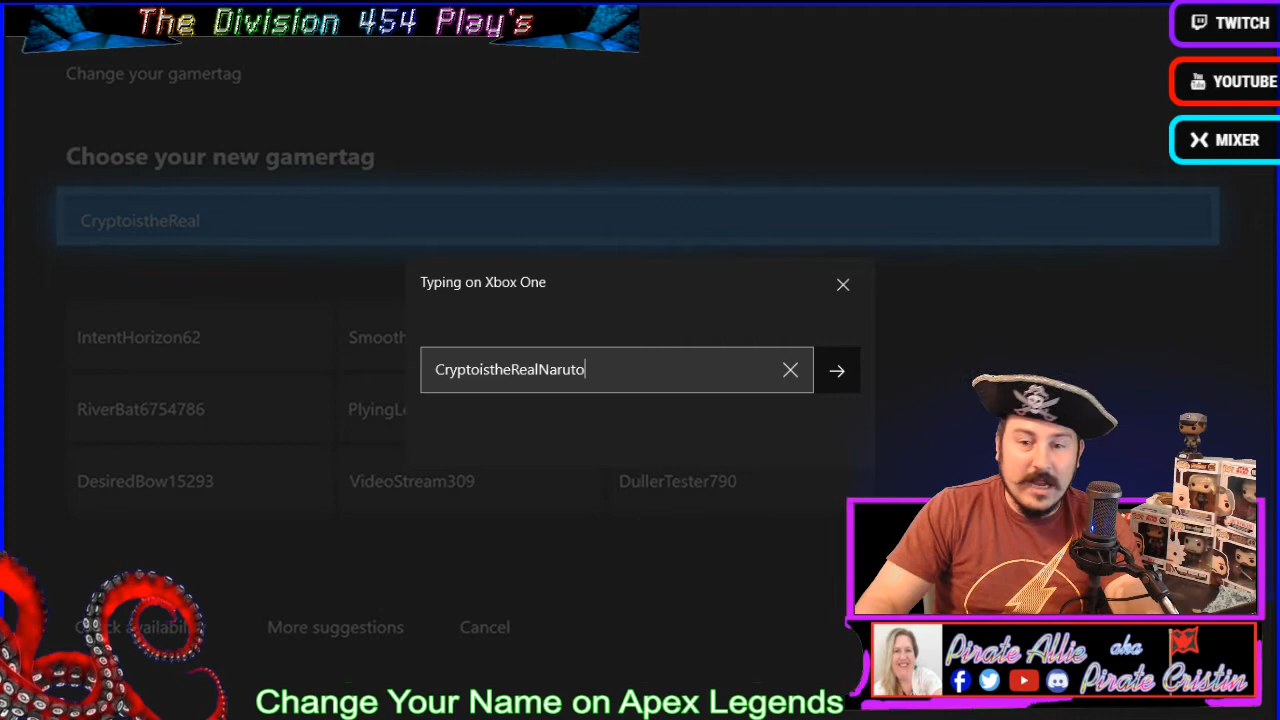 The Division 454 Play's
TWITCH
YOUTUBE
MIXER
Change your gamertag
Choose your new gamertag
CryptoistheReal
Typing on Xbox One
CryptoistheRealNaruto
IntentHorizon62
Smooth
RiverBat6754786
DesiredBow15293
VideoStream309
DullerTester790
More suggestions
Cancel
Pirate Allie aka
Pirate Cristin
Change Your Name on Apex Legends